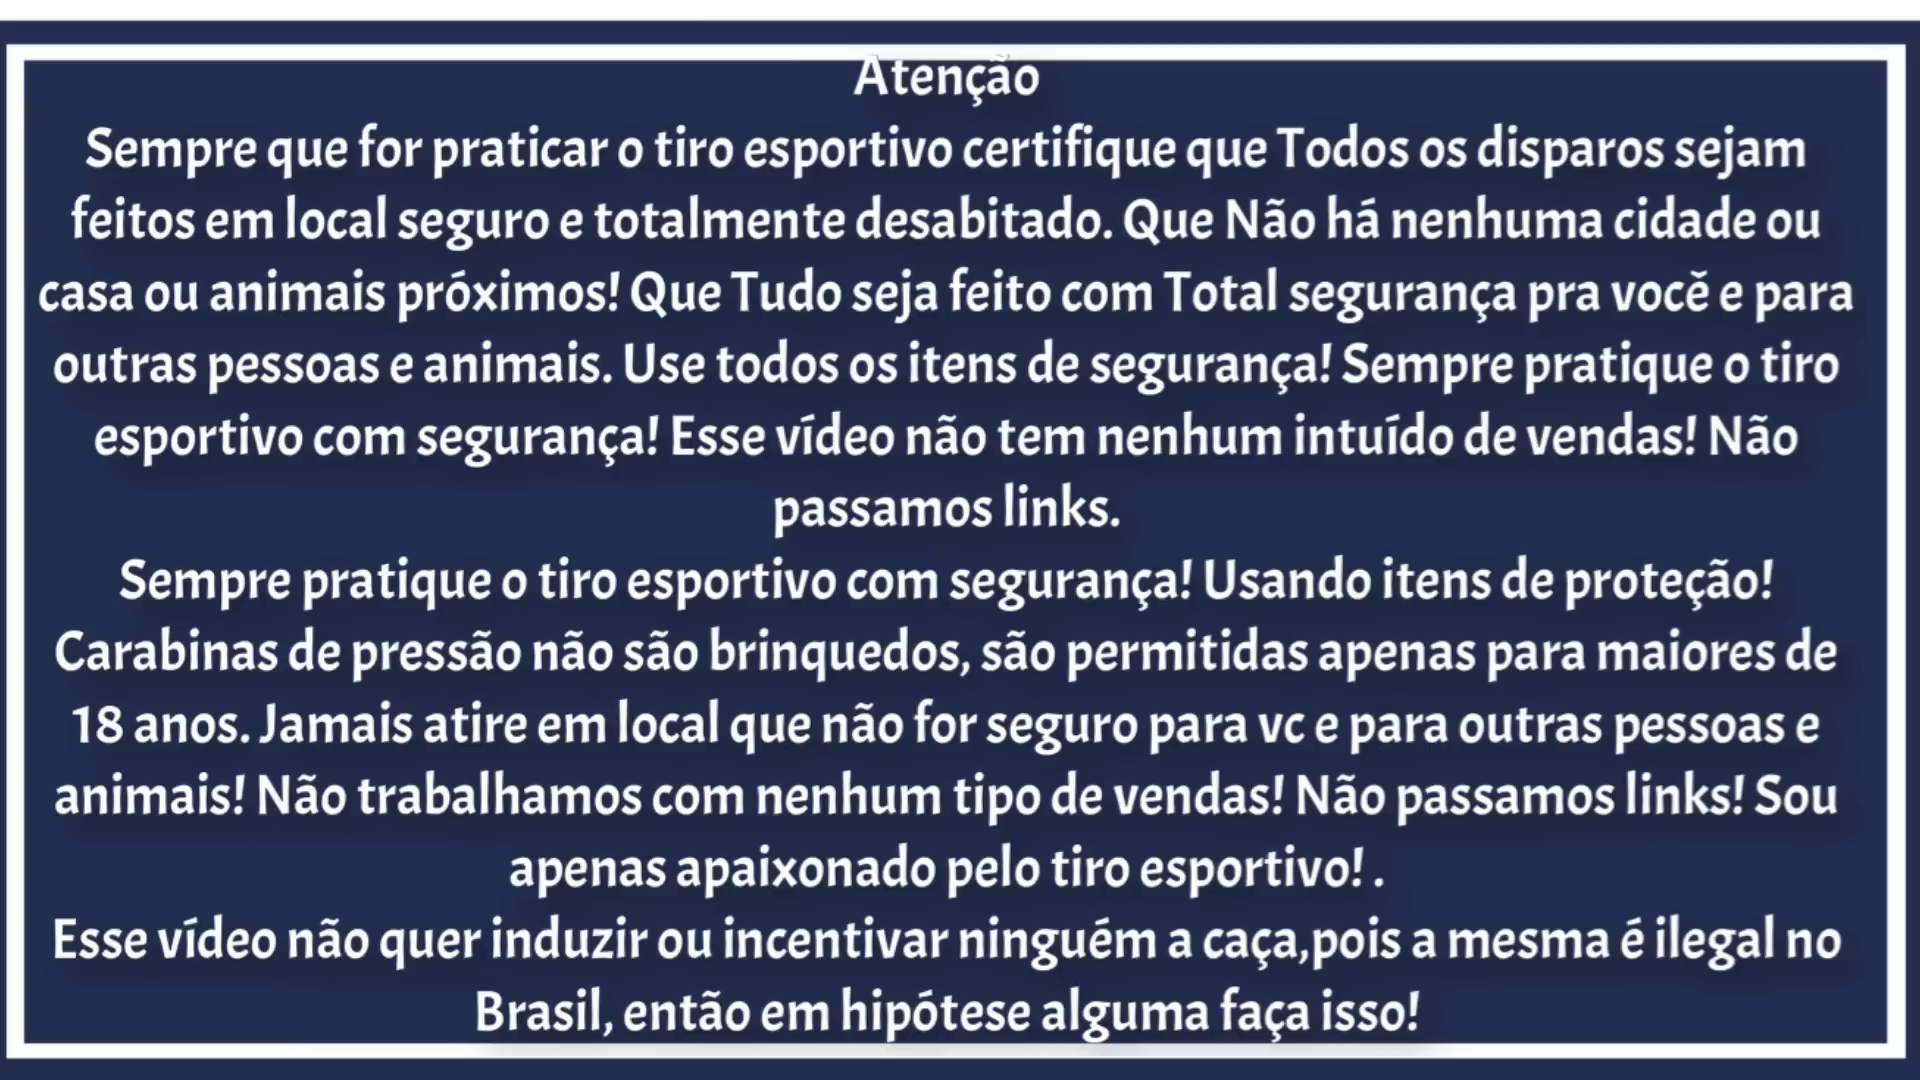 Atenção
Sempre que for praticar o tiro esportivo certifique que Todos os disparos sejam
feitos em local seguro e totalmente desabitado. Que Não há nenhuma cidade ou
casa ou animais próximos! Que Tudo seja feito com Total segurança pra você e para
outras pessoas e animais. Use todos os itens de segurança! Sempre pratique o tiro
esportivo com segurança! Esse vídeo não tem nenhum intuído de vendas! Não
passamos links.
Sempre pratique o tiro esportivo com segurança! Usando itens de proteção!
Carabinas de pressão não são brinquedos, são permitidas apenas para maiores de
18 anos. Jamais atire em local que não for seguro para vc e para outras pessoas e
animais! Não trabalhamos com nenhum tipo de vendas! Não passamos links! Sou
apenas apaixonado pelo tiro esportivo! .
Esse vídeo não quer induzir ou incentivar ninguém a caça,pois a mesma é ilegal no
Brasil, então em hipótese alguma faça isso!